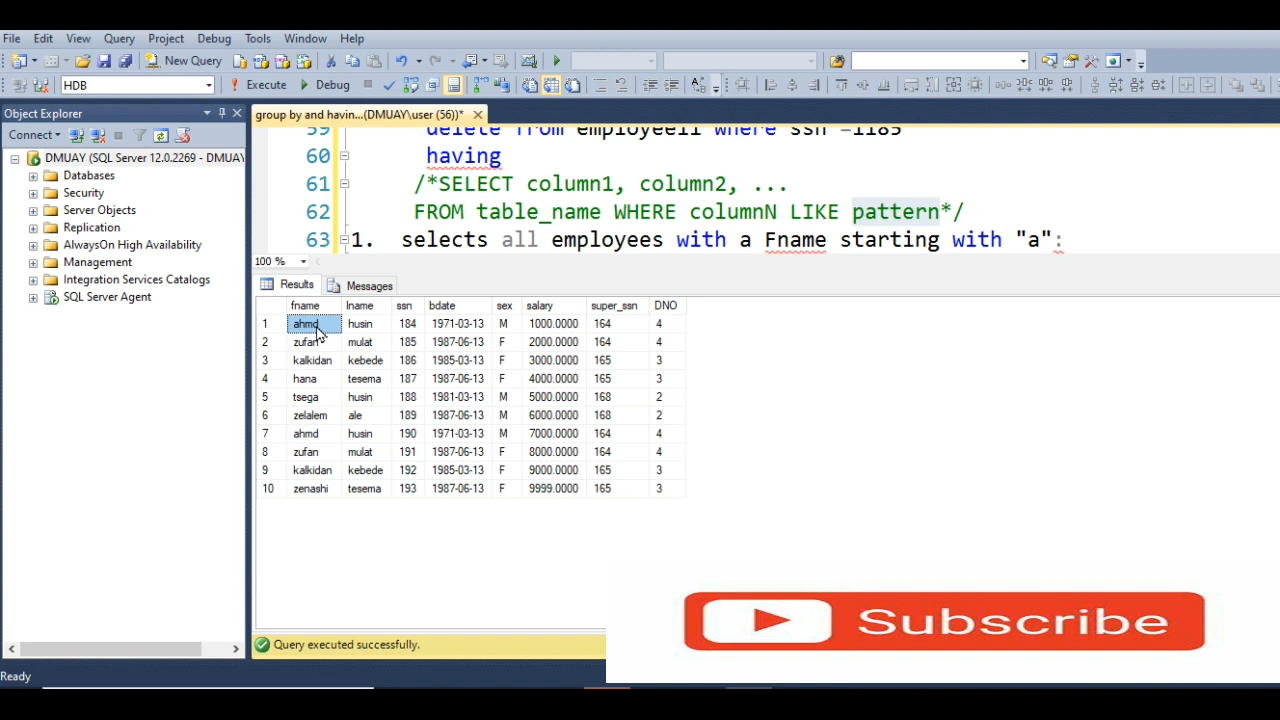 File Edit View Query Project Debug Tools Window Help
New Query
HDB Execute Debug
Object Explorer
Connect
DMUAY (SQL Server 12.0.2269 - DMUAY
Databases
Security
Server Objects
Replication
AlwaysOn High Availability
Management
Integration Services Catalogs
SQL Server Agent
group by and havin...(DMUAY\user (56))*
59 delete from employee11 where ssn =1185
60 having
61 /*SELECT column1, column2, ...
62 FROM table_name WHERE columnN LIKE pattern*/
63 1. selects all employees with a Fname starting with "a":
100 %
Results Messages
fname lname ssn bdate sex salary super_ssn DNO
1 ahmd husin 184 1971-03-13 M 1000.0000 164 4
2 zufan mulat 185 1987-06-13 F 2000.0000 164 4
3 kalkidan kebede 186 1985-03-13 F 3000.0000 165 3
4 hana tesema 187 1987-06-13 F 4000.0000 165 3
5 tsega husin 188 1981-03-13 M 5000.0000 168 2
6 zelalem ale 189 1987-06-13 M 6000.0000 168 2
7 ahmd husin 190 1971-03-13 M 7000.0000 164 4
8 zufan mulat 191 1987-06-13 F 8000.0000 164 4
9 kalkidan kebede 192 1985-03-13 F 9000.0000 165 3
10 zenashi tesema 193 1987-06-13 F 9999.0000 165 3
Query executed successfully.
Subscribe
Ready